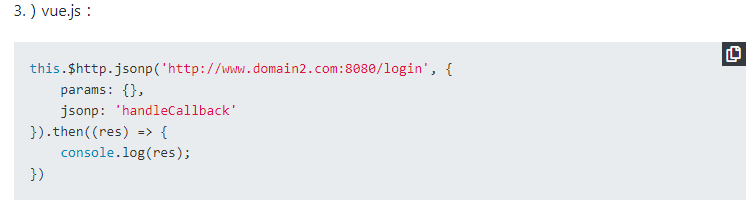 3.）vue.js：
this.$http.jsonp('http://www.domain2.com:8080/login', {
    params: {},
    jsonp: 'handleCallback'
}).then((res) => {
    console.log(res);
})